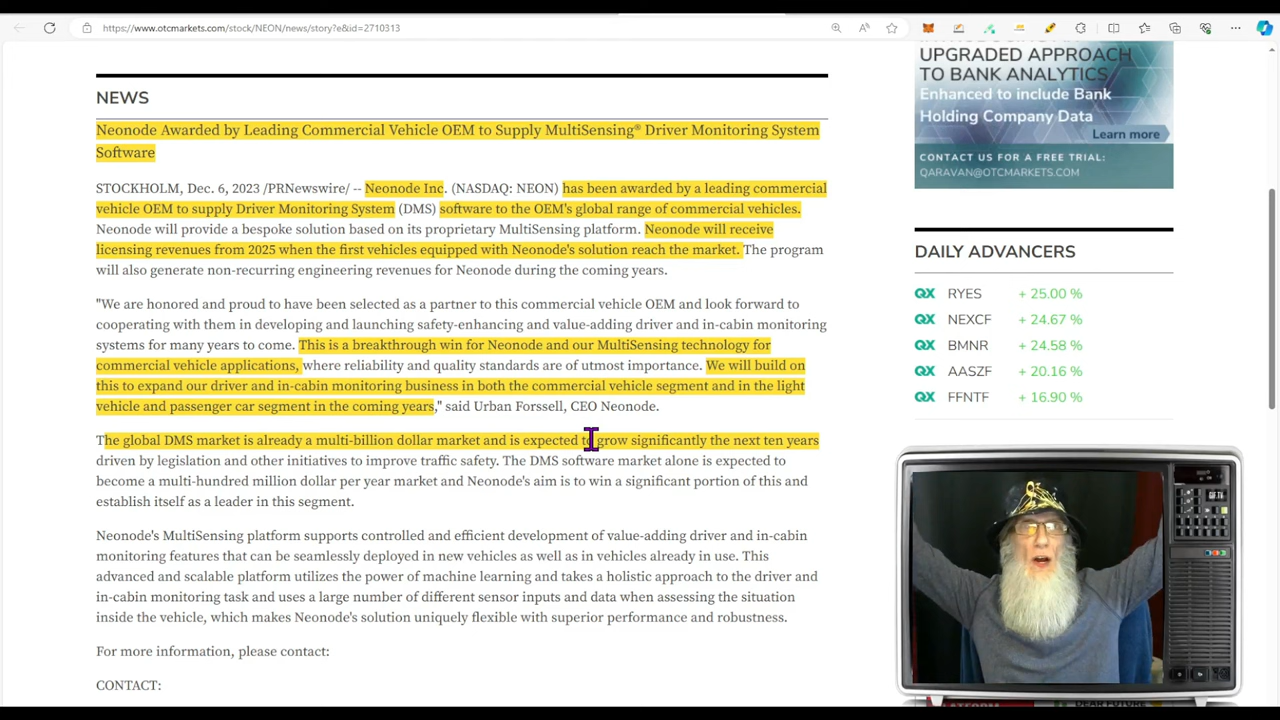 https://www.otcmarkets.com/stock/NEON/news/story?e&id=2710313
NEWS
Neonode Awarded by Leading Commercial Vehicle OEM to Supply MultiSensing® Driver Monitoring System
Software
STOCKHOLM, Dec. 6, 2023 /PRNewswire/ -- Neonode Inc. (NASDAQ: NEON) has been awarded by a leading commercial
vehicle OEM to supply Driver Monitoring System (DMS) software to the OEM's global range of commercial vehicles.
Neonode will provide a bespoke solution based on its proprietary MultiSensing platform. Neonode will receive
licensing revenues from 2025 when the first vehicles equipped with Neonode's solution reach the market. The program
will also generate non-recurring engineering revenues for Neonode during the coming years.
"We are honored and proud to have been selected as a partner to this commercial vehicle OEM and look forward to
cooperating with them in developing and launching safety-enhancing and value-adding driver and in-cabin monitoring
systems for many years to come. This is a breakthrough win for Neonode and our MultiSensing technology for
commercial vehicle applications, where reliability and quality standards are of utmost importance. We will build on
this to expand our driver and in-cabin monitoring business in both the commercial vehicle segment and in the light
vehicle and passenger car segment in the coming years," said Urban Forssell, CEO Neonode.
The global DMS market is already a multi-billion dollar market and is expected to grow significantly the next ten years
driven by legislation and other initiatives to improve traffic safety. The DMS software market alone is expected to
become a multi-hundred million dollar per year market and Neonode's aim is to win a significant portion of this and
establish itself as a leader in this segment.
Neonode's MultiSensing platform supports controlled and efficient development of value-adding driver and in-cabin
monitoring features that can be seamlessly deployed in new vehicles as well as in vehicles already in use. This
advanced and scalable platform utilizes the power of machine learning and takes a holistic approach to the driver and
in-cabin monitoring task and uses a large number of different sensor inputs and data when assessing the situation
inside the vehicle, which makes Neonode's solution uniquely flexible with superior performance and robustness.
For more information, please contact:
CONTACT:
UPGRADED APPROACH
TO BANK ANALYTICS
Enhanced to include Bank
Holding Company Data
Learn more
CONTACT US FOR A FREE TRIAL:
QARAVAN@OTCMARKETS.COM
DAILY ADVANCERS
QX RYES + 25.00 %
QX NEXCF + 24.67 %
QX BMNR + 24.58 %
QX AASZF + 20.16 %
QX FFNTF + 16.90 %